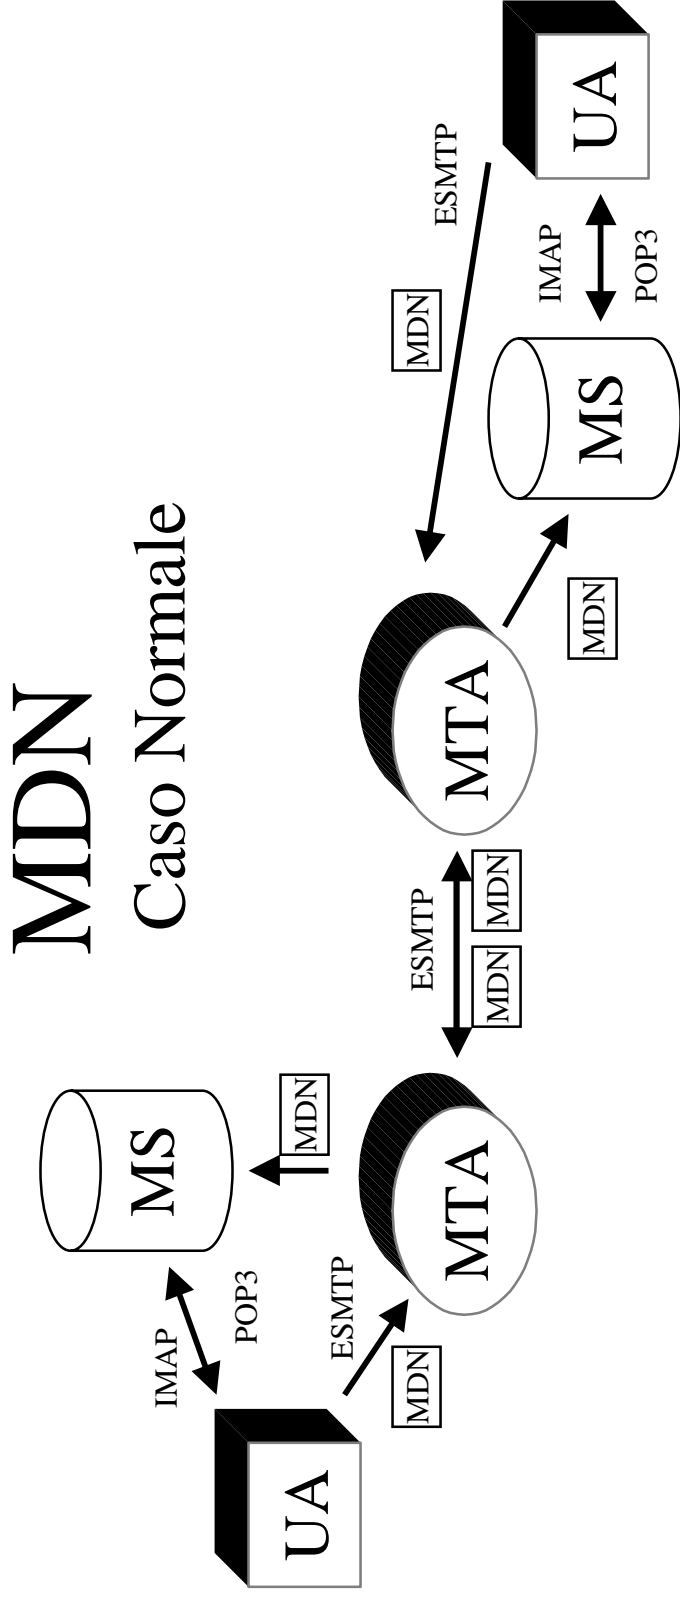 MDN
Caso Normale
MS
IMAP
POP3
MDN
ESMTP
UA
MDN
MTA
ESMTP
MDN
MDN
MTA
MDN
ESMTP
MDN
MS
IMAP
POP3
UA